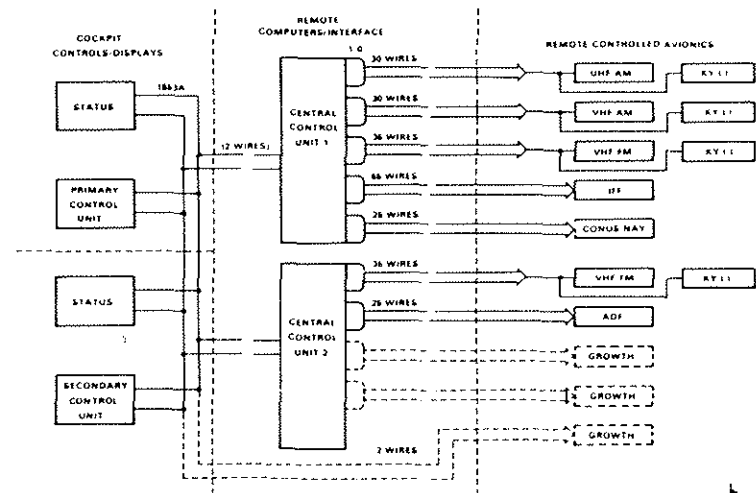 COCKPIT
CONTROLS-DISPLAYS
REMOTE
COMPUTERS/INTERFACE
REMOTE CONTROLLED AVIONICS
STATUS
PRIMARY
CONTROL
UNIT
STATUS
SECONDARY
CONTROL
UNIT
(2 WIRES)
CENTRAL
CONTROL
UNIT 1
CENTRAL
CONTROL
UNIT 2
30 WIRES
30 WIRES
36 WIRES
66 WIRES
26 WIRES
36 WIRES
26 WIRES
2 WIRES
UHF AM
VHF AM
VHF FM
IFF
CONUS NAV
VHF FM
ADF
GROWTH
GROWTH
GROWTH